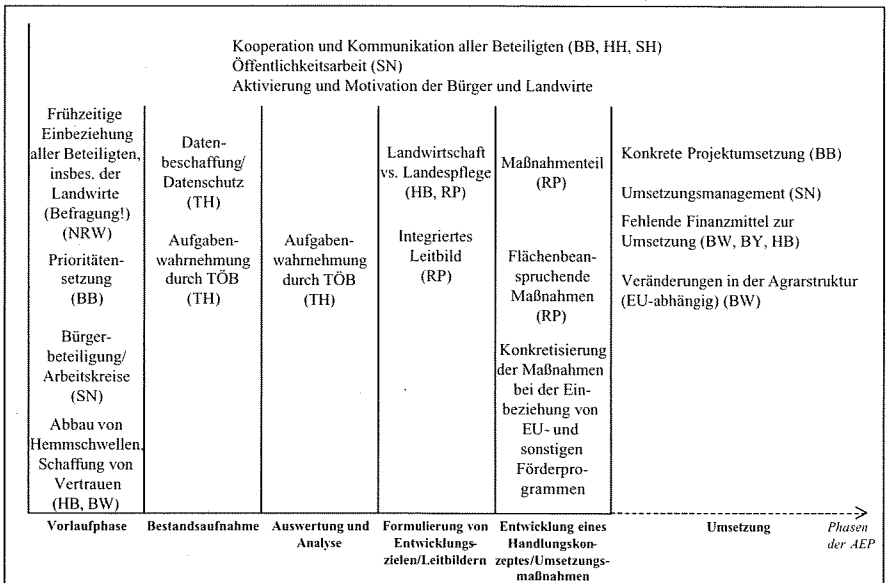 Kooperation und Kommunikation aller Beteiligten (BB, HH, SH)
Öffentlichkeitsarbeit (SN)
Aktivierung und Motivation der Bürger und Landwirte
Frühzeitige
Einbeziehung
aller Beteiligten,
insbes. der
Landwirte
(Befragung!)
(NRW)
Prioritäten-
setzung
(BB)
Bürger-
beteiligung/
Arbeitskreise
(SN)
Abbau von
Hemmschwellen,
Schaffung von
Vertrauen
(HB, BW)
Vorlaufphase
Daten-
beschaffung/
Datenschutz
(TH)
Aufgaben-
wahrnehmung
durch TÖB
(TH)
Bestandsaufnahme
Aufgaben-
wahrnehmung
durch TÖB
(TH)
Auswertung und
Analyse
Landwirtschaft
vs. Landespflege
(HB, RP)
Integriertes
Leitbild
(RP)
Formulierung von
Entwicklungs-
zielen/Leitbildern
Maßnahmenteil
(RP)
Flächenbean-
spruchende
Maßnahmen
(RP)
Konkretisierung
der Maßnahmen
bei der Ein-
beziehung von
EU- und
sonstigen
Förderpro-
grammen
Entwicklung eines
Handlungskon-
zeptes/Umsetzungs-
maßnahmen
Konkrete Projektumsetzung (BB)
Umsetzungsmanagement (SN)
Fehlende Finanzmittel zur
Umsetzung (BW, BY, HB)
Veränderungen in der Agrarstruktur
(EU-abhängig) (BW)
Umsetzung
Phasen
der AEP